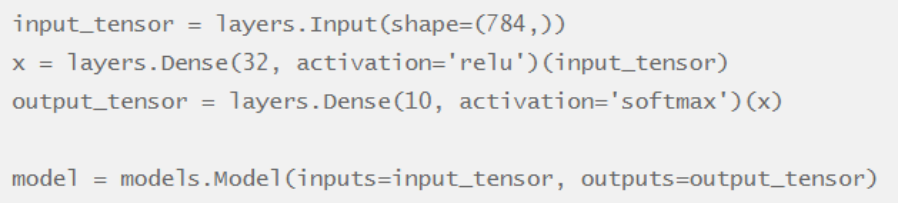 input_tensor = layers.Input(shape=(784,))
x = layers.Dense(32, activation='relu')(input_tensor)
output_tensor = layers.Dense(10, activation='softmax')(x)
model = models.Model(inputs=input_tensor, outputs=output_tensor)